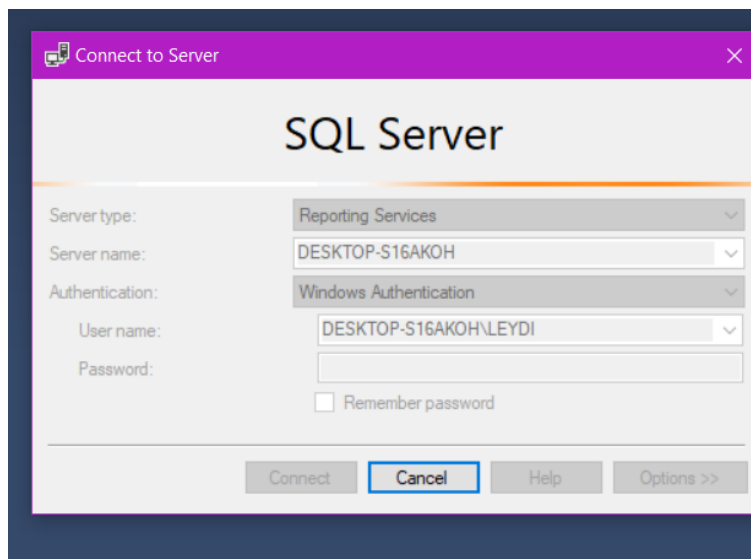 Connect to Server
SQL Server
Server type: Reporting Services
Server name: DESKTOP-S16AKOH
Authentication: Windows Authentication
User name: DESKTOP-S16AKOH\LEYDI
Password:
Remember password
Connect Cancel Help Options >>